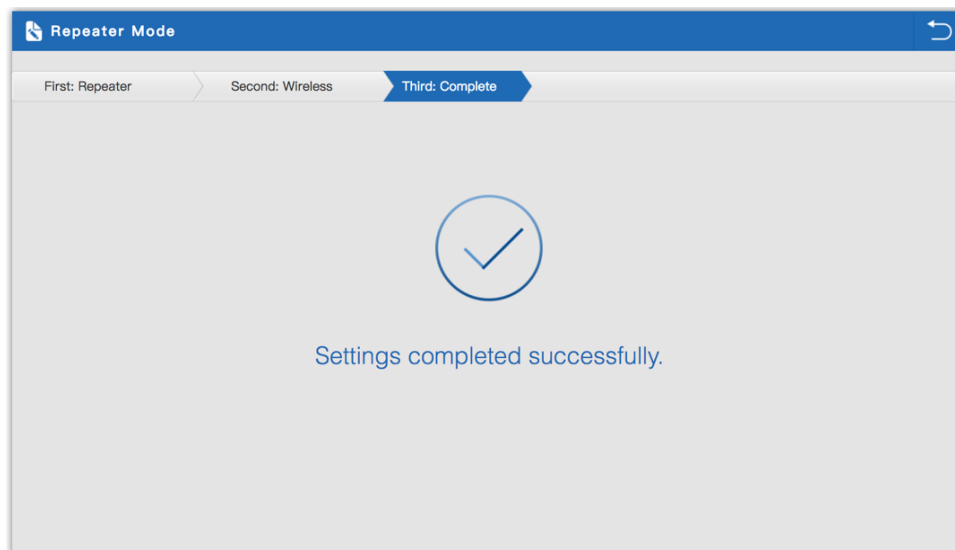 Repeater Mode
First: Repeater
Second: Wireless
Third: Complete
Settings completed successfully.